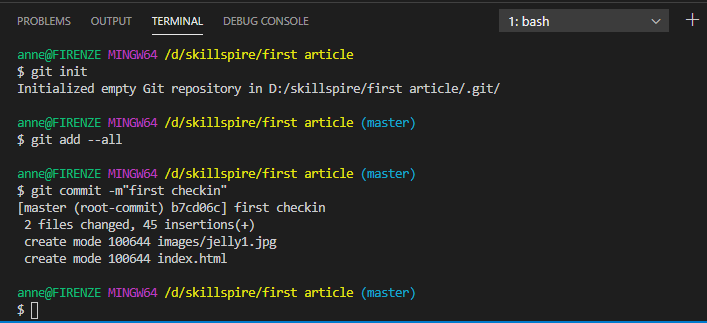 PROBLEMS OUTPUT TERMINAL DEBUG CONSOLE 1: bash
anne@FIRENZE MINGW64 /d/skillspire/first article
$ git init
Initialized empty Git repository in D:/skillspire/first article/.git/
anne@FIRENZE MINGW64 /d/skillspire/first article (master)
$ git add --all
anne@FIRENZE MINGW64 /d/skillspire/first article (master)
$ git commit -m"first checkin"
[master (root-commit) b7cd06c] first checkin
 2 files changed, 45 insertions(+)
 create mode 100644 images/jelly1.jpg
 create mode 100644 index.html
anne@FIRENZE MINGW64 /d/skillspire/first article (master)
$